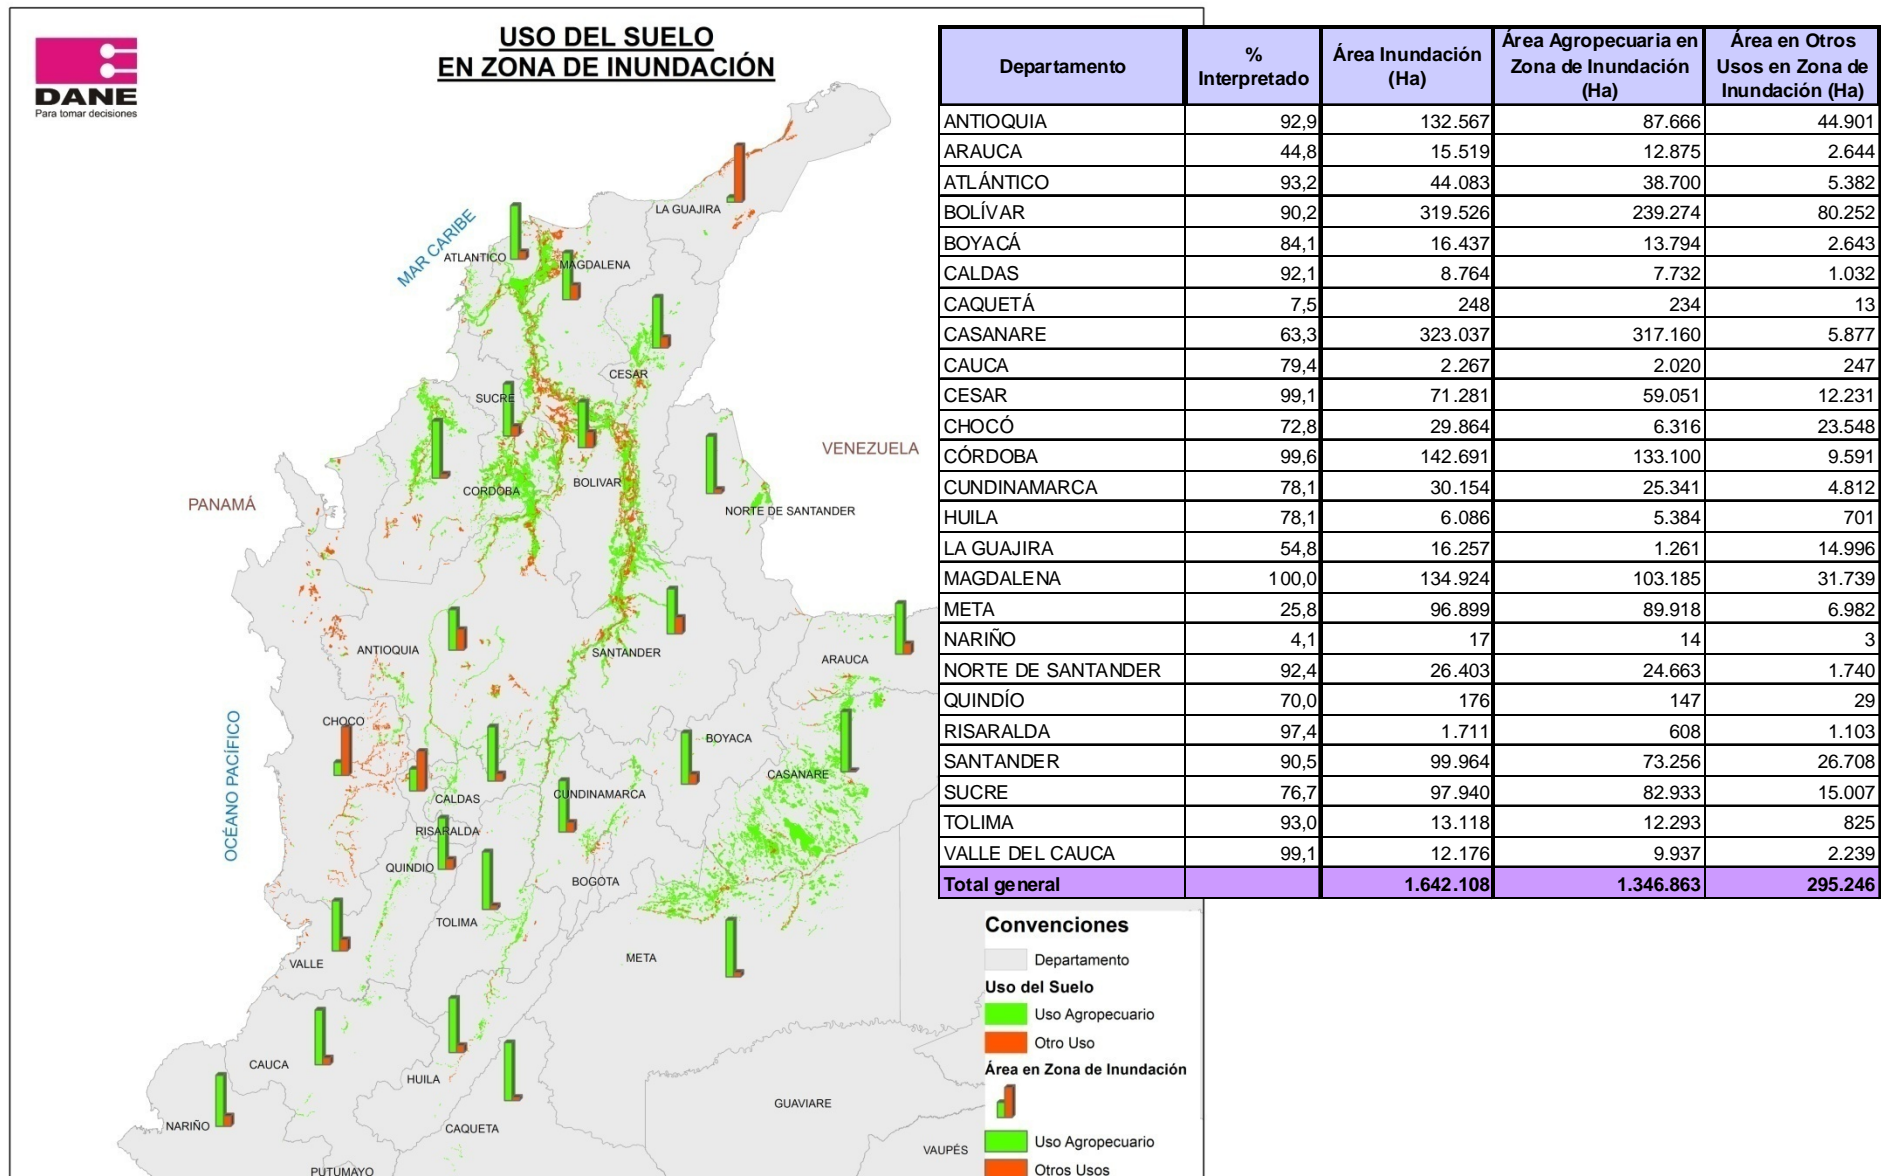 USO DEL SUELO
EN ZONA DE INUNDACIÓN
DANE
Para tomar decisiones
Departamento | % Interpretado | Área Inundación (Ha) | Área Agropecuaria en Zona de Inundación (Ha) | Área en Otros Usos en Zona de Inundación (Ha)
ANTIOQUIA 92,9 132.567 87.666 44.901
ARAUCA 44,8 15.519 12.875 2.644
ATLÁNTICO 93,2 44.083 38.700 5.382
BOLÍVAR 90,2 319.526 239.274 80.252
BOYACÁ 84,1 16.437 13.794 2.643
CALDAS 92,1 8.764 7.732 1.032
CAQUETÁ 7,5 248 234 13
CASANARE 63,3 323.037 317.160 5.877
CAUCA 79,4 2.267 2.020 247
CESAR 99,1 71.281 59.051 12.231
CHOCÓ 72,8 29.864 6.316 23.548
CÓRDOBA 99,6 142.691 133.100 9.591
CUNDINAMARCA 78,1 30.154 25.341 4.812
HUILA 78,1 6.086 5.384 701
LA GUAJIRA 54,8 16.257 1.261 14.996
MAGDALENA 100,0 134.924 103.185 31.739
META 25,8 96.899 89.918 6.982
NARIÑO 4,1 17 14 3
NORTE DE SANTANDER 92,4 26.403 24.663 1.740
QUINDÍO 70,0 176 147 29
RISARALDA 97,4 1.711 608 1.103
SANTANDER 90,5 99.964 73.256 26.708
SUCRE 76,7 97.940 82.933 15.007
TOLIMA 93,0 13.118 12.293 825
VALLE DEL CAUCA 99,1 12.176 9.937 2.239
Total general 1.642.108 1.346.863 295.246
LA GUAJIRA
MAR CARIBE
ATLANTICO
MAGDALENA
CESAR
SUCRE
VENEZUELA
CORDOBA
BOLIVAR
PANAMÁ
NORTE DE SANTANDER
ANTIOQUIA
SANTANDER
ARAUCA
CHOCO
OCÉANO PACÍFICO
BOYACA
CASANARE
CALDAS
CUNDINAMARCA
RISARALDA
QUINDIO
BOGOTA
TOLIMA
VALLE
META
CAUCA
HUILA
NARIÑO
CAQUETA
GUAVIARE
VAUPÉS
PUTUMAYO
Convenciones
Departamento
Uso del Suelo
Uso Agropecuario
Otro Uso
Área en Zona de Inundación
Uso Agropecuario
Otros Usos